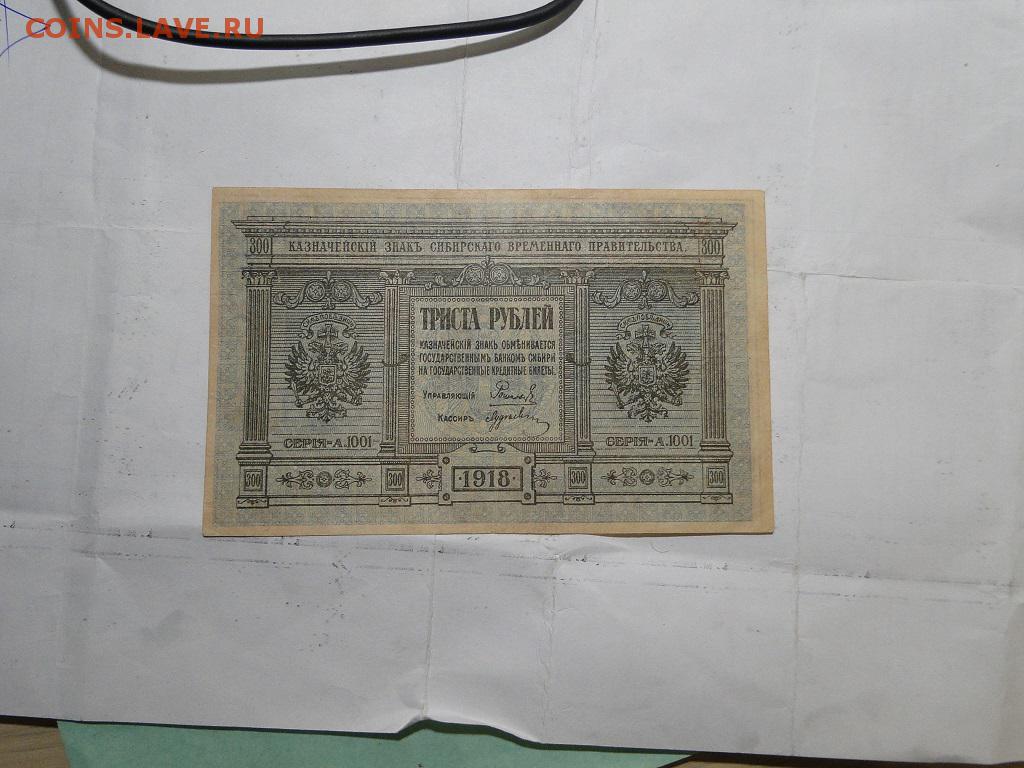 COINS.LAVE.RU
300 КАЗНАЧЕЙСКІЙ ЗНАКЪ СИБИРСКАГО ВРЕМЕННАГО ПРАВИТЕЛЬСТВА. 300
ТРИСТА РУБЛЕЙ
КАЗНАЧЕЙСКІЙ ЗНАКЪ ОБМѢНИВАЕТСЯ
ГОСУДАРСТВЕННЫМЪ БАНКОМЪ СИБИРИ
НА ГОСУДАРСТВЕННЫЕ КРЕДИТНЫЕ БИЛЕТЫ.
УПРАВЛЯЮЩІЙ
КАССИРЪ
СЕРІЯ-А.1001 СЕРІЯ-А.1001
300 300 ·1918· 300 300